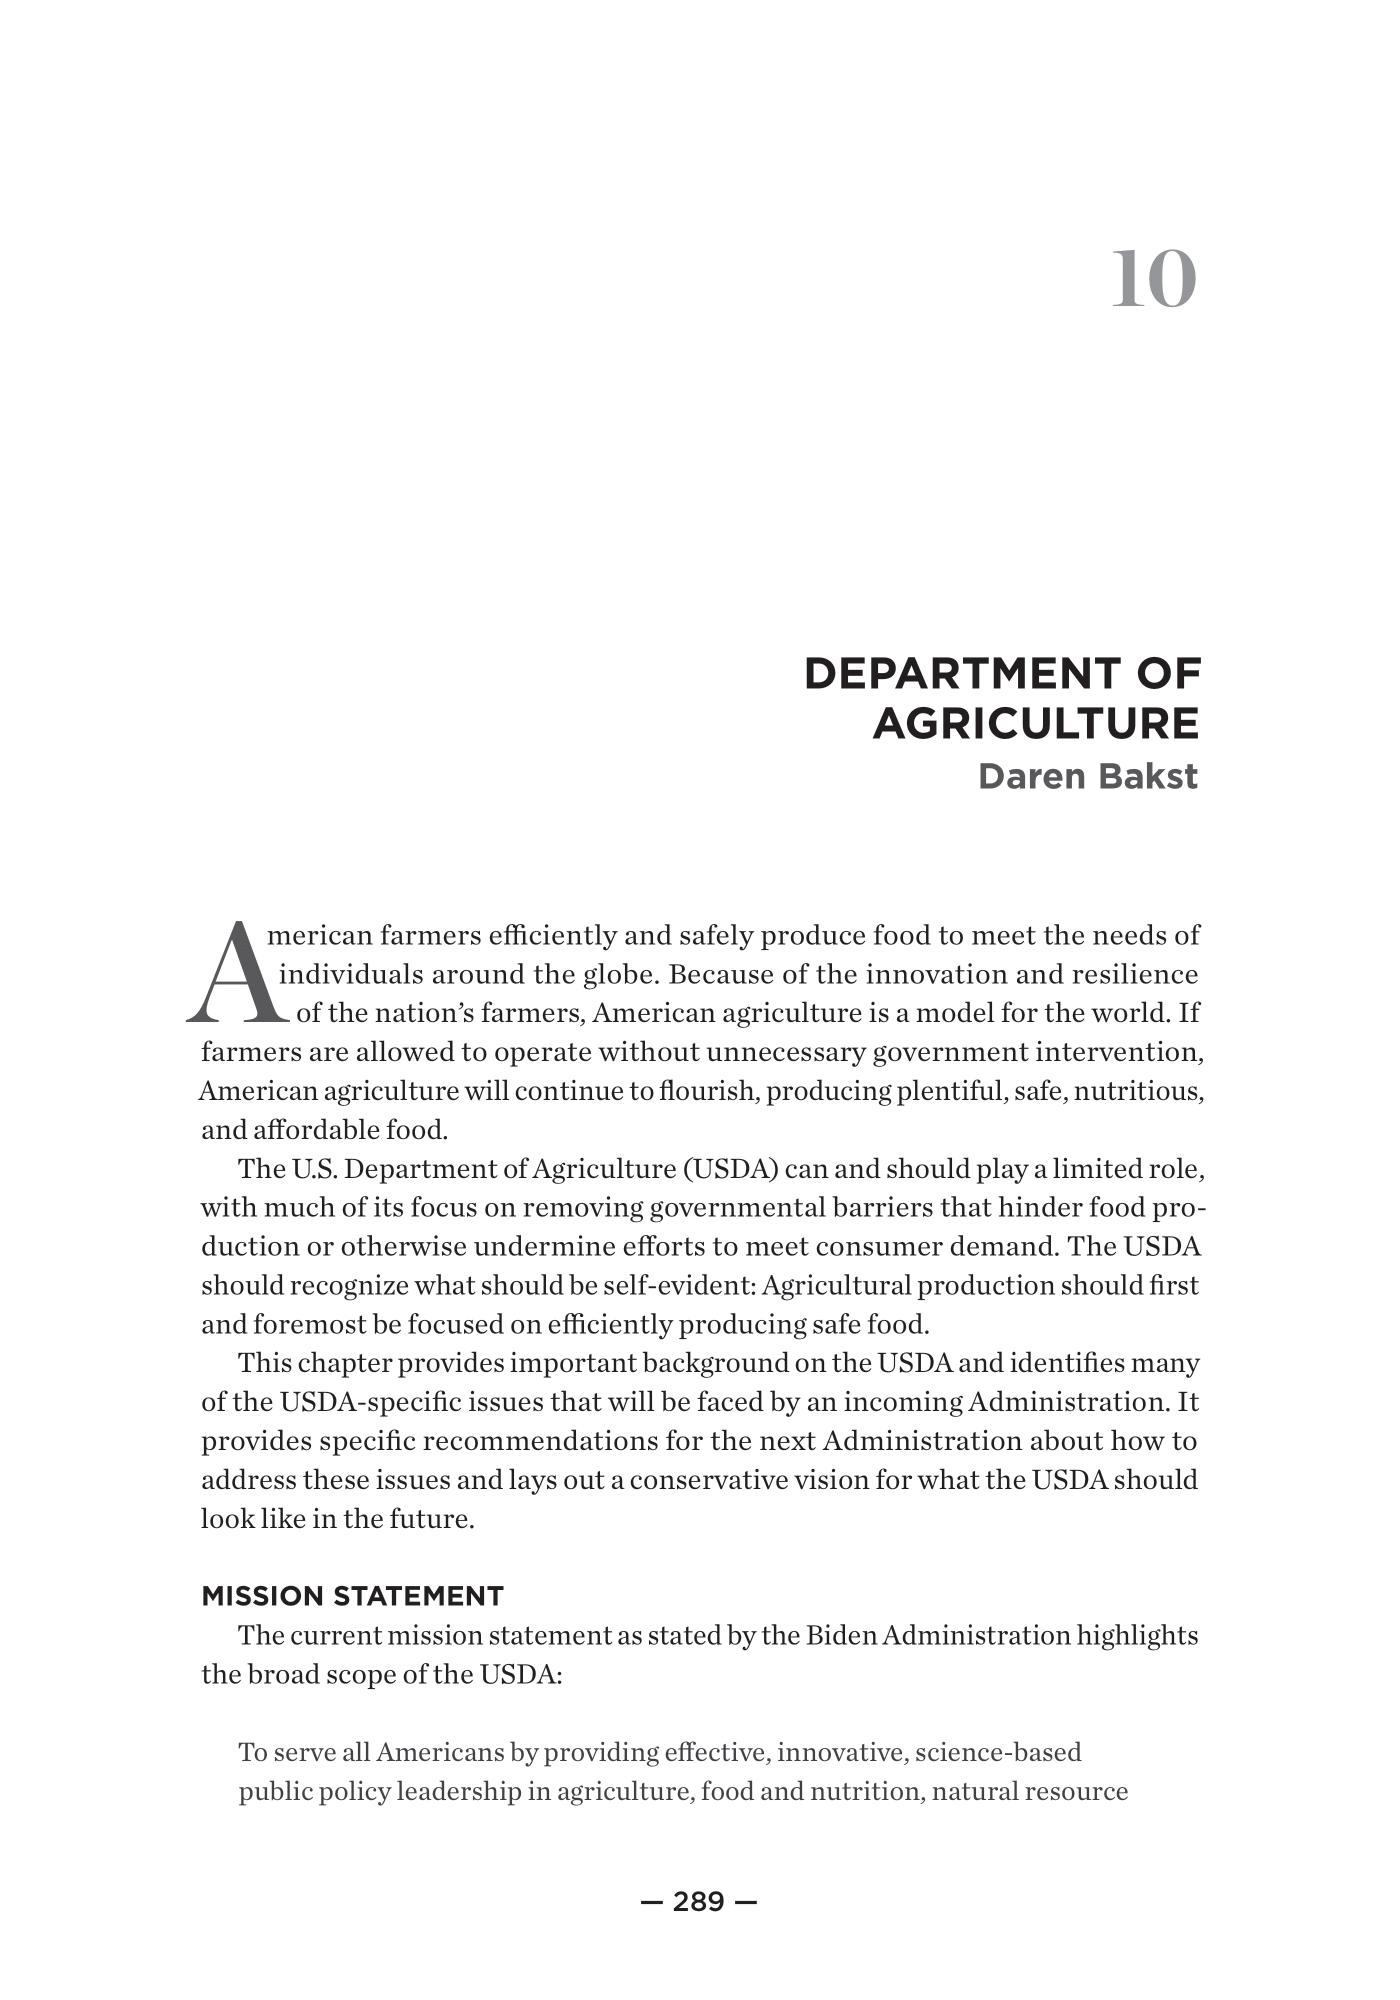 10
DEPARTMENT OF
AGRICULTURE
Daren Bakst
American farmers efficiently and safely produce food to meet the needs of
individuals around the globe. Because of the innovation and resilience
of the nation’s farmers, American agriculture is a model for the world. If
farmers are allowed to operate without unnecessary government intervention,
American agriculture will continue to flourish, producing plentiful, safe, nutritious,
and affordable food.
The U.S. Department of Agriculture (USDA) can and should play a limited role,
with much of its focus on removing governmental barriers that hinder food pro-
duction or otherwise undermine efforts to meet consumer demand. The USDA
should recognize what should be self-evident: Agricultural production should first
and foremost be focused on efficiently producing safe food.
This chapter provides important background on the USDA and identifies many
of the USDA-specific issues that will be faced by an incoming Administration. It
provides specific recommendations for the next Administration about how to
address these issues and lays out a conservative vision for what the USDA should
look like in the future.
MISSION STATEMENT
The current mission statement as stated by the Biden Administration highlights
the broad scope of the USDA:
To serve all Americans by providing effective, innovative, science-based
public policy leadership in agriculture, food and nutrition, natural resource
— 289 —